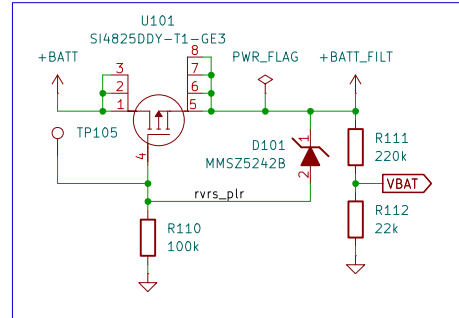 U101
SI4825DDY-T1-GE3
+BATT
PWR_FLAG
+BATT_FILT
3
2
1
8
7
6
5
4
TP105
D101
MMSZ5242B
1
2
R111
220k
VBAT
rvrs_plr
R110
100k
R112
22k